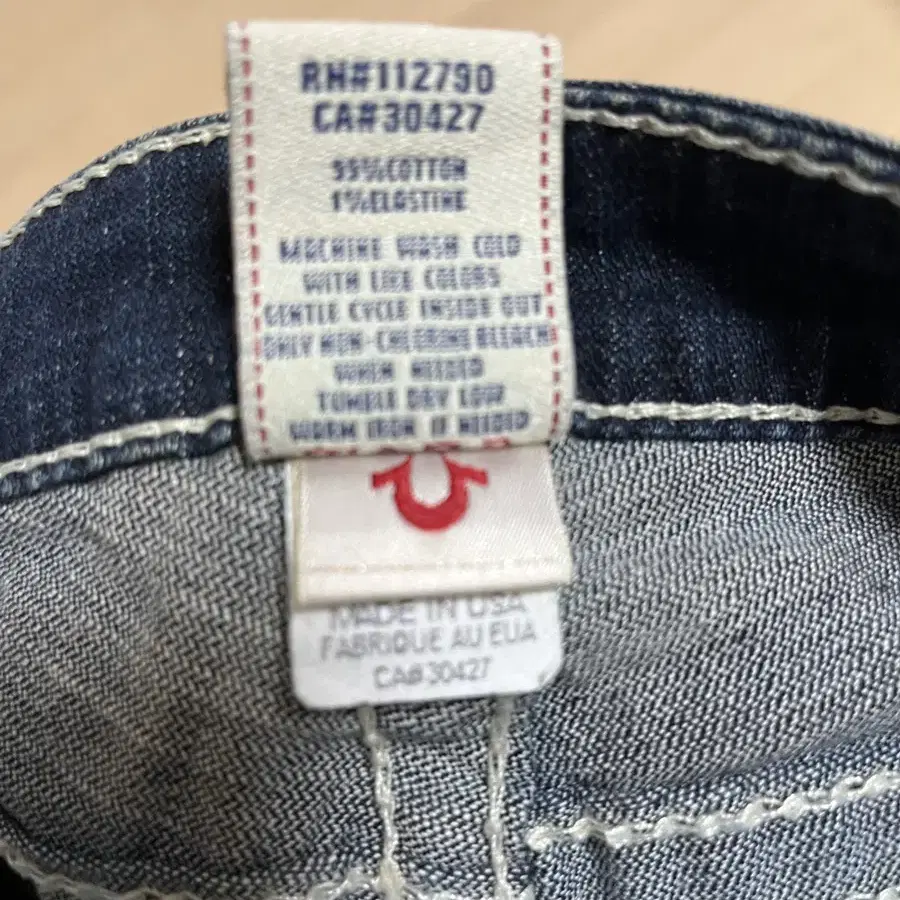 RN#112790
CA#30427
99%COTTON
1%ELASTINE
MACHINE WASH COLD
WITH LIKE COLORS
GENTLE CYCLE INSIDE OUT
ONLY NON-CHLORINE BLEACH
WHEN NEEDED
TUMBLE DRY LOW
WARM IRON IF NEEDED
MADE IN USA
FABRIQUE AU EUA
CA# 30427